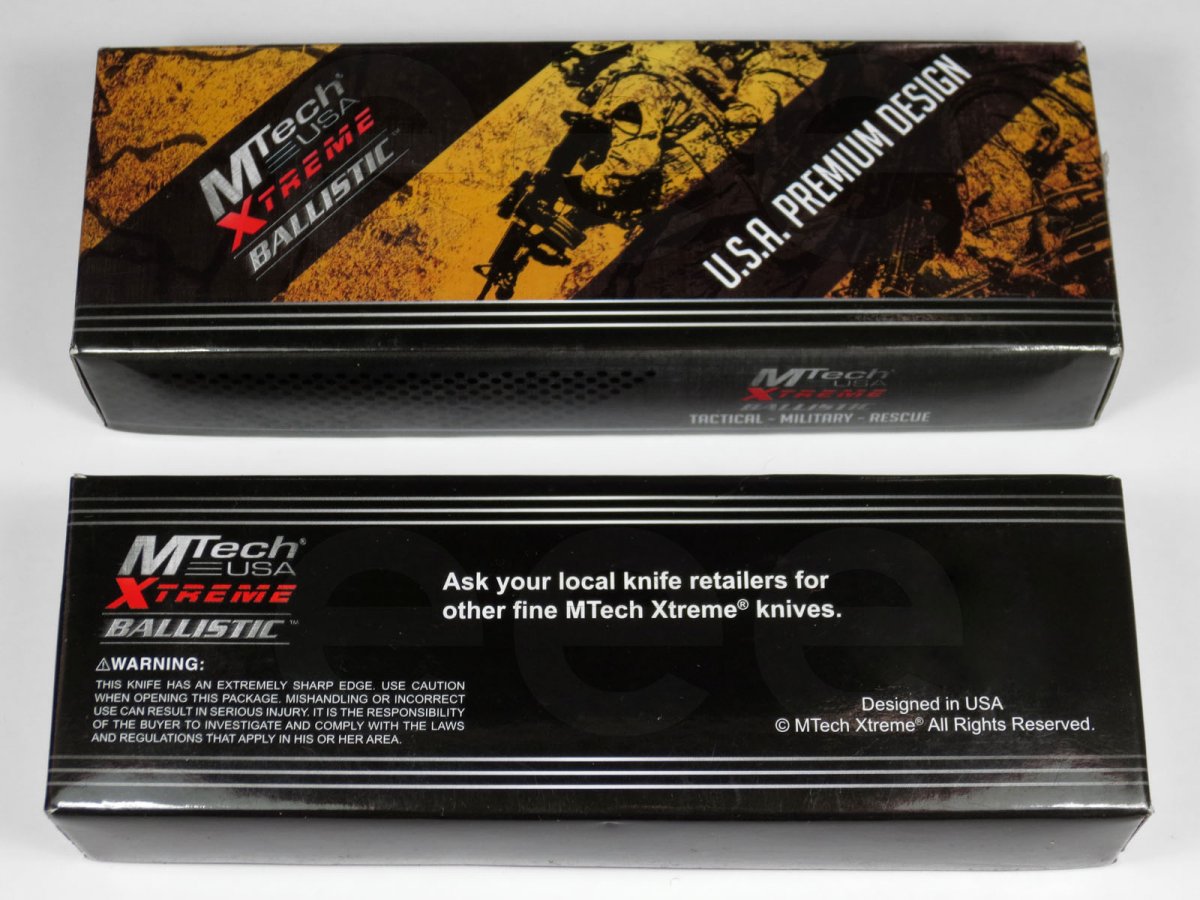 MTech®
USA
XTREME
BALLISTIC™
U.S.A. PREMIUM DESIGN
MTech
USA
XTREME
BALLISTIC
TACTICAL - MILITARY - RESCUE
MTech®
USA
XTREME
BALLISTIC™
Ask your local knife retailers for
other fine MTech Xtreme® knives.
⚠WARNING:
THIS KNIFE HAS AN EXTREMELY SHARP EDGE. USE CAUTION
WHEN OPENING THIS PACKAGE. MISHANDLING OR INCORRECT
USE CAN RESULT IN SERIOUS INJURY. IT IS THE RESPONSIBILITY
OF THE BUYER TO INVESTIGATE AND COMPLY WITH THE LAWS
AND REGULATIONS THAT APPLY IN HIS OR HER AREA.
Designed in USA
© MTech Xtreme® All Rights Reserved.